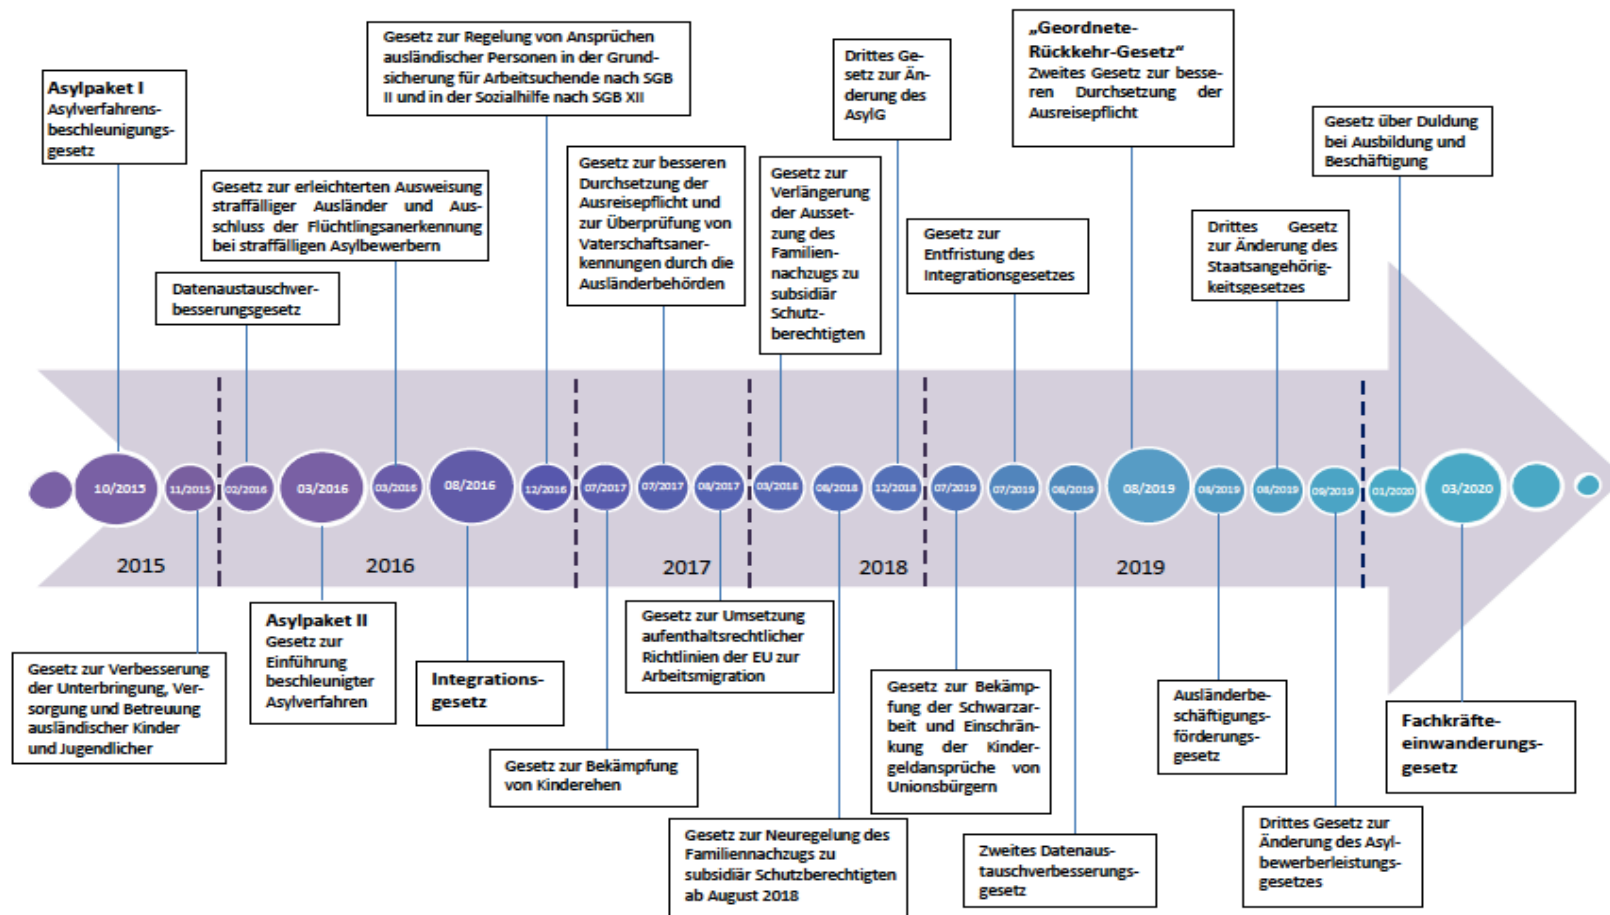 Asylpaket I
Asylverfahrens-
beschleunigungs-
gesetz
Gesetz zur Regelung von Ansprüchen
ausländischer Personen in der Grund-
sicherung für Arbeitsuchende nach SGB
II und in der Sozialhilfe nach SGB XII
Drittes Ge-
setz zur Än-
derung des
AsylG
„Geordnete-
Rückkehr-Gesetz“
Zweites Gesetz zur besse-
ren Durchsetzung der
Ausreisepflicht
Gesetz über Duldung
bei Ausbildung und
Beschäftigung
Gesetz zur erleichterten Ausweisung
straffälliger Ausländer und Aus-
schluss der Flüchtlingsanerkennung
bei straffälligen Asylbewerbern
Gesetz zur besseren
Durchsetzung der
Ausreisepflicht und
zur Überprüfung von
Vaterschaftsaner-
kennungen durch die
Ausländerbehörden
Gesetz zur
Verlängerung
der Ausset-
zung des
Familien-
nachzugs zu
subsidiär
Schutz-
berechtigten
Gesetz zur
Entfristung des
Integrationsgesetzes
Drittes Gesetz
zur Änderung des
Staatsangehörig-
keitsgesetzes
Datenaustauschver-
besserungsgesetz
10/2015
11/2015
02/2016
03/2016
03/2016
08/2016
12/2016
07/2017
07/2017
08/2017
03/2018
08/2018
12/2018
07/2019
07/2019
08/2019
08/2019
08/2019
08/2019
09/2019
01/2020
03/2020
2015
2016
2017
2018
2019
Gesetz zur Verbesserung
der Unterbringung, Ver-
sorgung und Betreuung
ausländischer Kinder
und Jugendlicher
Asylpaket II
Gesetz zur
Einführung
beschleunigter
Asylverfahren
Integrations-
gesetz
Gesetz zur Bekämpfung
von Kinderehen
Gesetz zur Umsetzung
aufenthaltsrechtlicher
Richtlinien der EU zur
Arbeitsmigration
Gesetz zur Neuregelung des
Familiennachzugs zu
subsidiär Schutzberechtigten
ab August 2018
Gesetz zur Bekämp-
fung der Schwarzar-
beit und Einschrän-
kung der Kinder-
geldansprüche von
Unionsbürgern
Zweites Datenaus-
tauschverbesserungs-
gesetz
Ausländerbe-
schäftigungs-
förderungs-
gesetz
Drittes Gesetz zur
Änderung des Asyl-
bewerberleistungs-
gesetzes
Fachkräfte-
einwanderungs-
gesetz